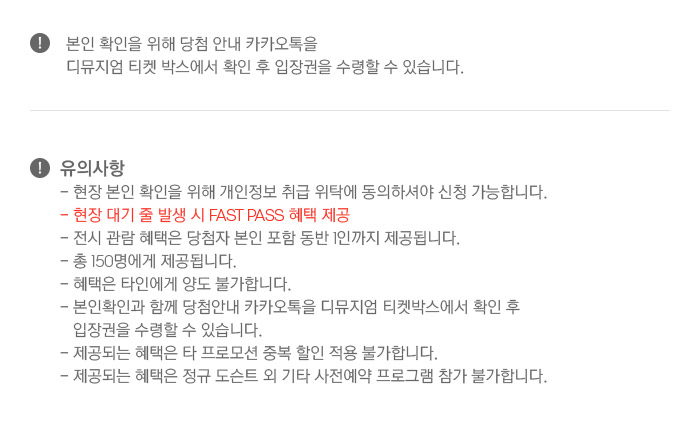 본인 확인을 위해 당첨 안내 카카오톡을
디뮤지엄 티켓 박스에서 확인 후 입장권을 수령할 수 있습니다.
유의사항
- 현장 본인 확인을 위해 개인정보 취급 위탁에 동의하셔야 신청 가능합니다.
- 현장 대기 줄 발생 시 FAST PASS 혜택 제공
- 전시 관람 혜택은 당첨자 본인 포함 동반 1인까지 제공됩니다.
- 총 150명에게 제공됩니다.
- 혜택은 타인에게 양도 불가합니다.
- 본인확인과 함께 당첨안내 카카오톡을 디뮤지엄 티켓박스에서 확인 후
입장권을 수령할 수 있습니다.
- 제공되는 혜택은 타 프로모션 중복 할인 적용 불가합니다.
- 제공되는 혜택은 정규 도슨트 외 기타 사전예약 프로그램 참가 불가합니다.